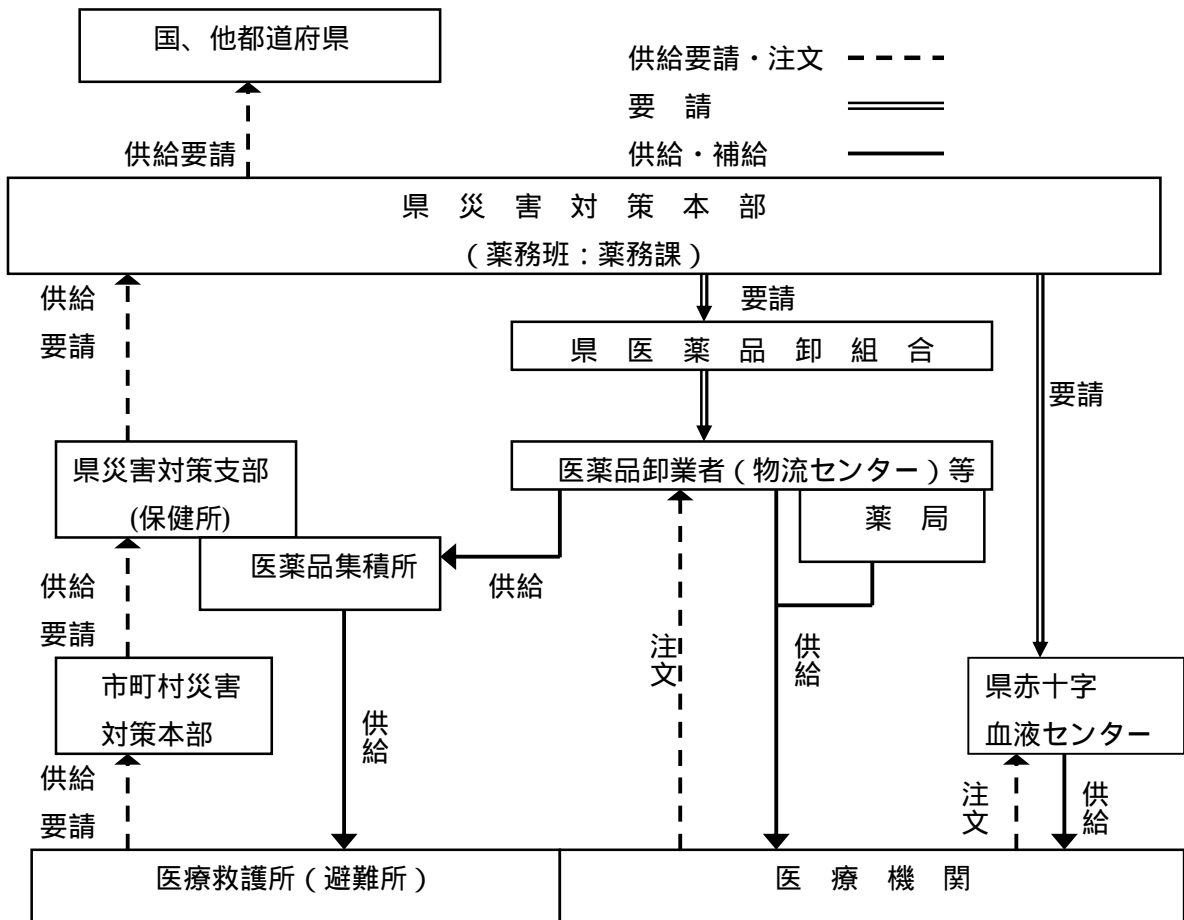 国、他都道府県
供給要請・注文
要 請
供給・補給
供給要請
県 災 害 対 策 本 部
(薬務班:薬務課)
供給
要請
要請
県 医 薬 品 卸 組 合
要請
県災害対策支部
(保健所)
医薬品卸業者(物流センター)等
薬 局
医薬品集積所
供給
供給
要請
注文
供給
市町村災害
対策本部
供給
県赤十字
血液センター
供給
要請
注文
供給
医療救護所(避難所)
医 療 機 関